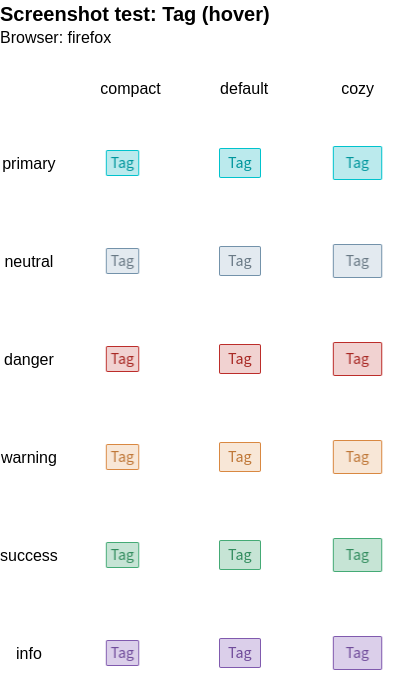 Screenshot test: Tag (hover)
Browser: firefox
compact default cozy
primary Tag Tag Tag
neutral Tag Tag Tag
danger Tag Tag Tag
warning Tag Tag Tag
success Tag Tag Tag
info Tag Tag Tag